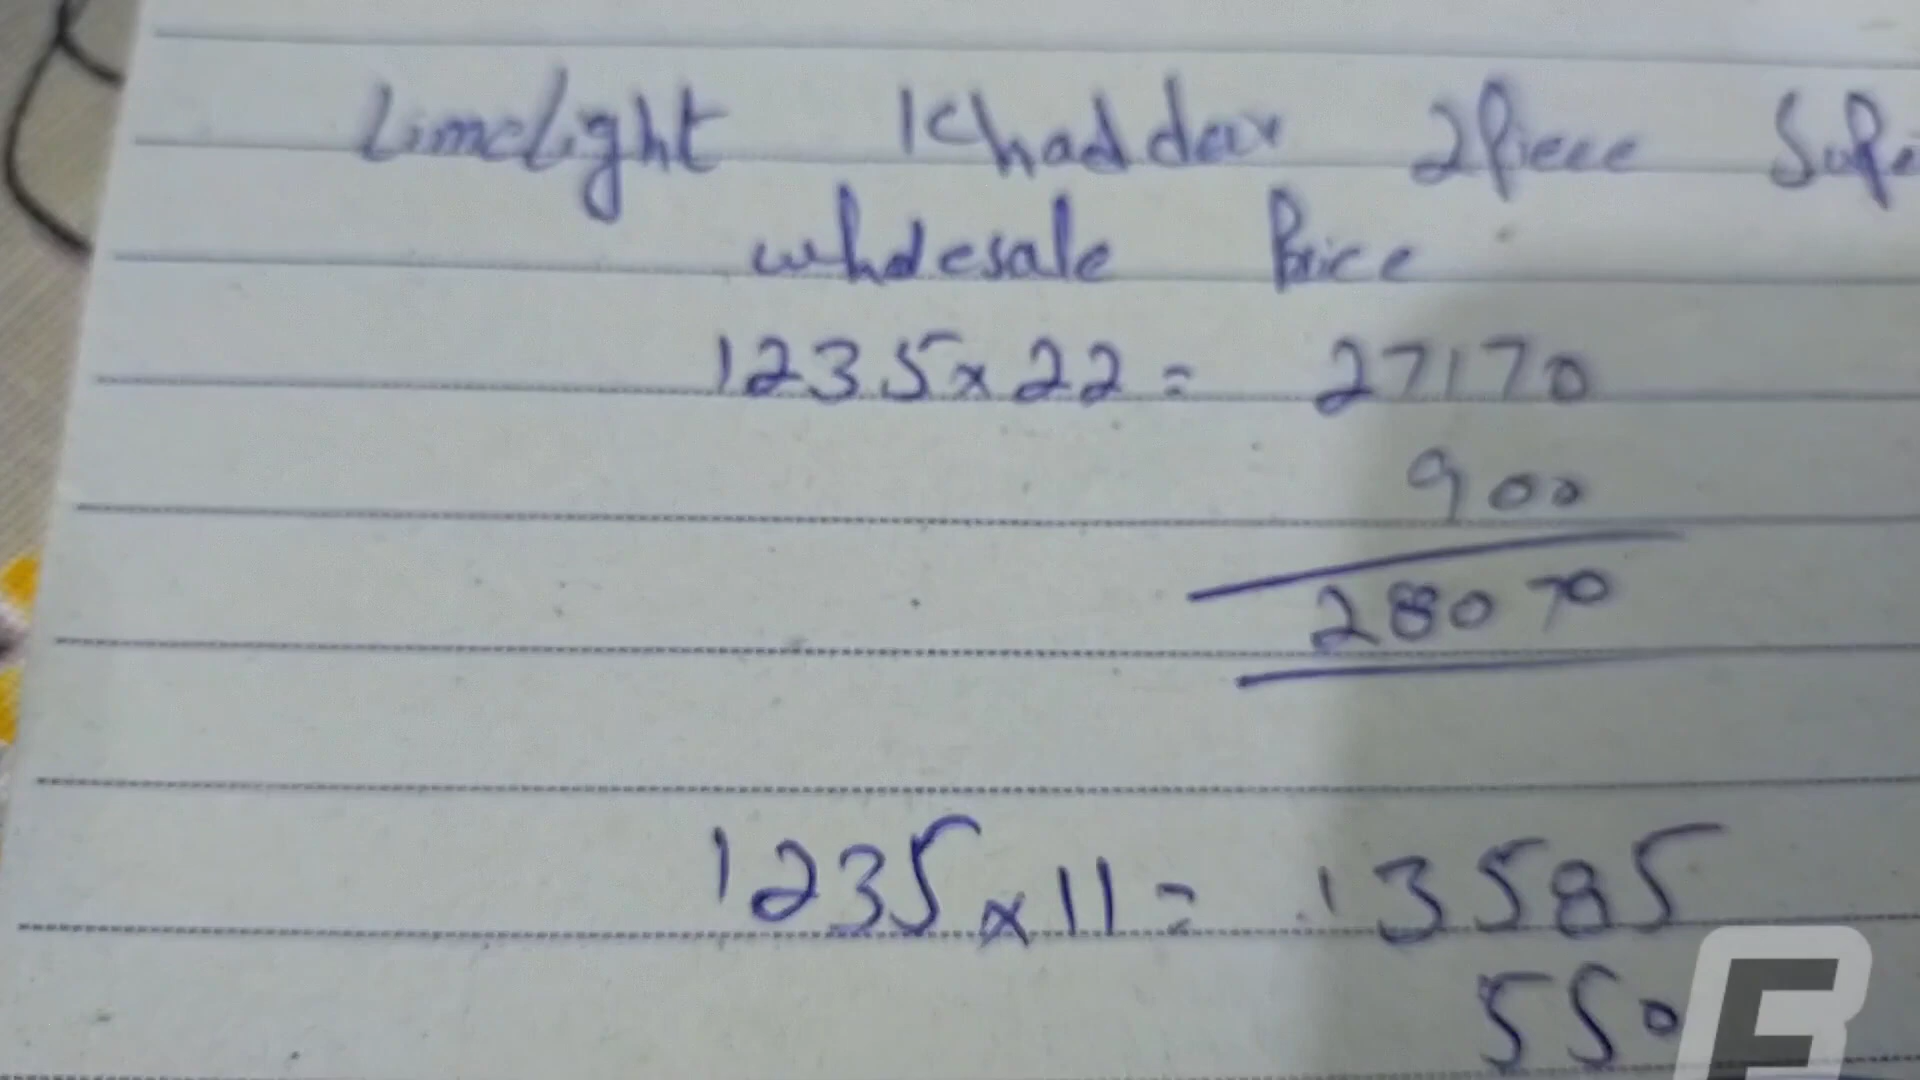 Limelight Khaddar 2Piece
wholesale Price
1235x22= 27170
900
28070
1235x11= 13585
550